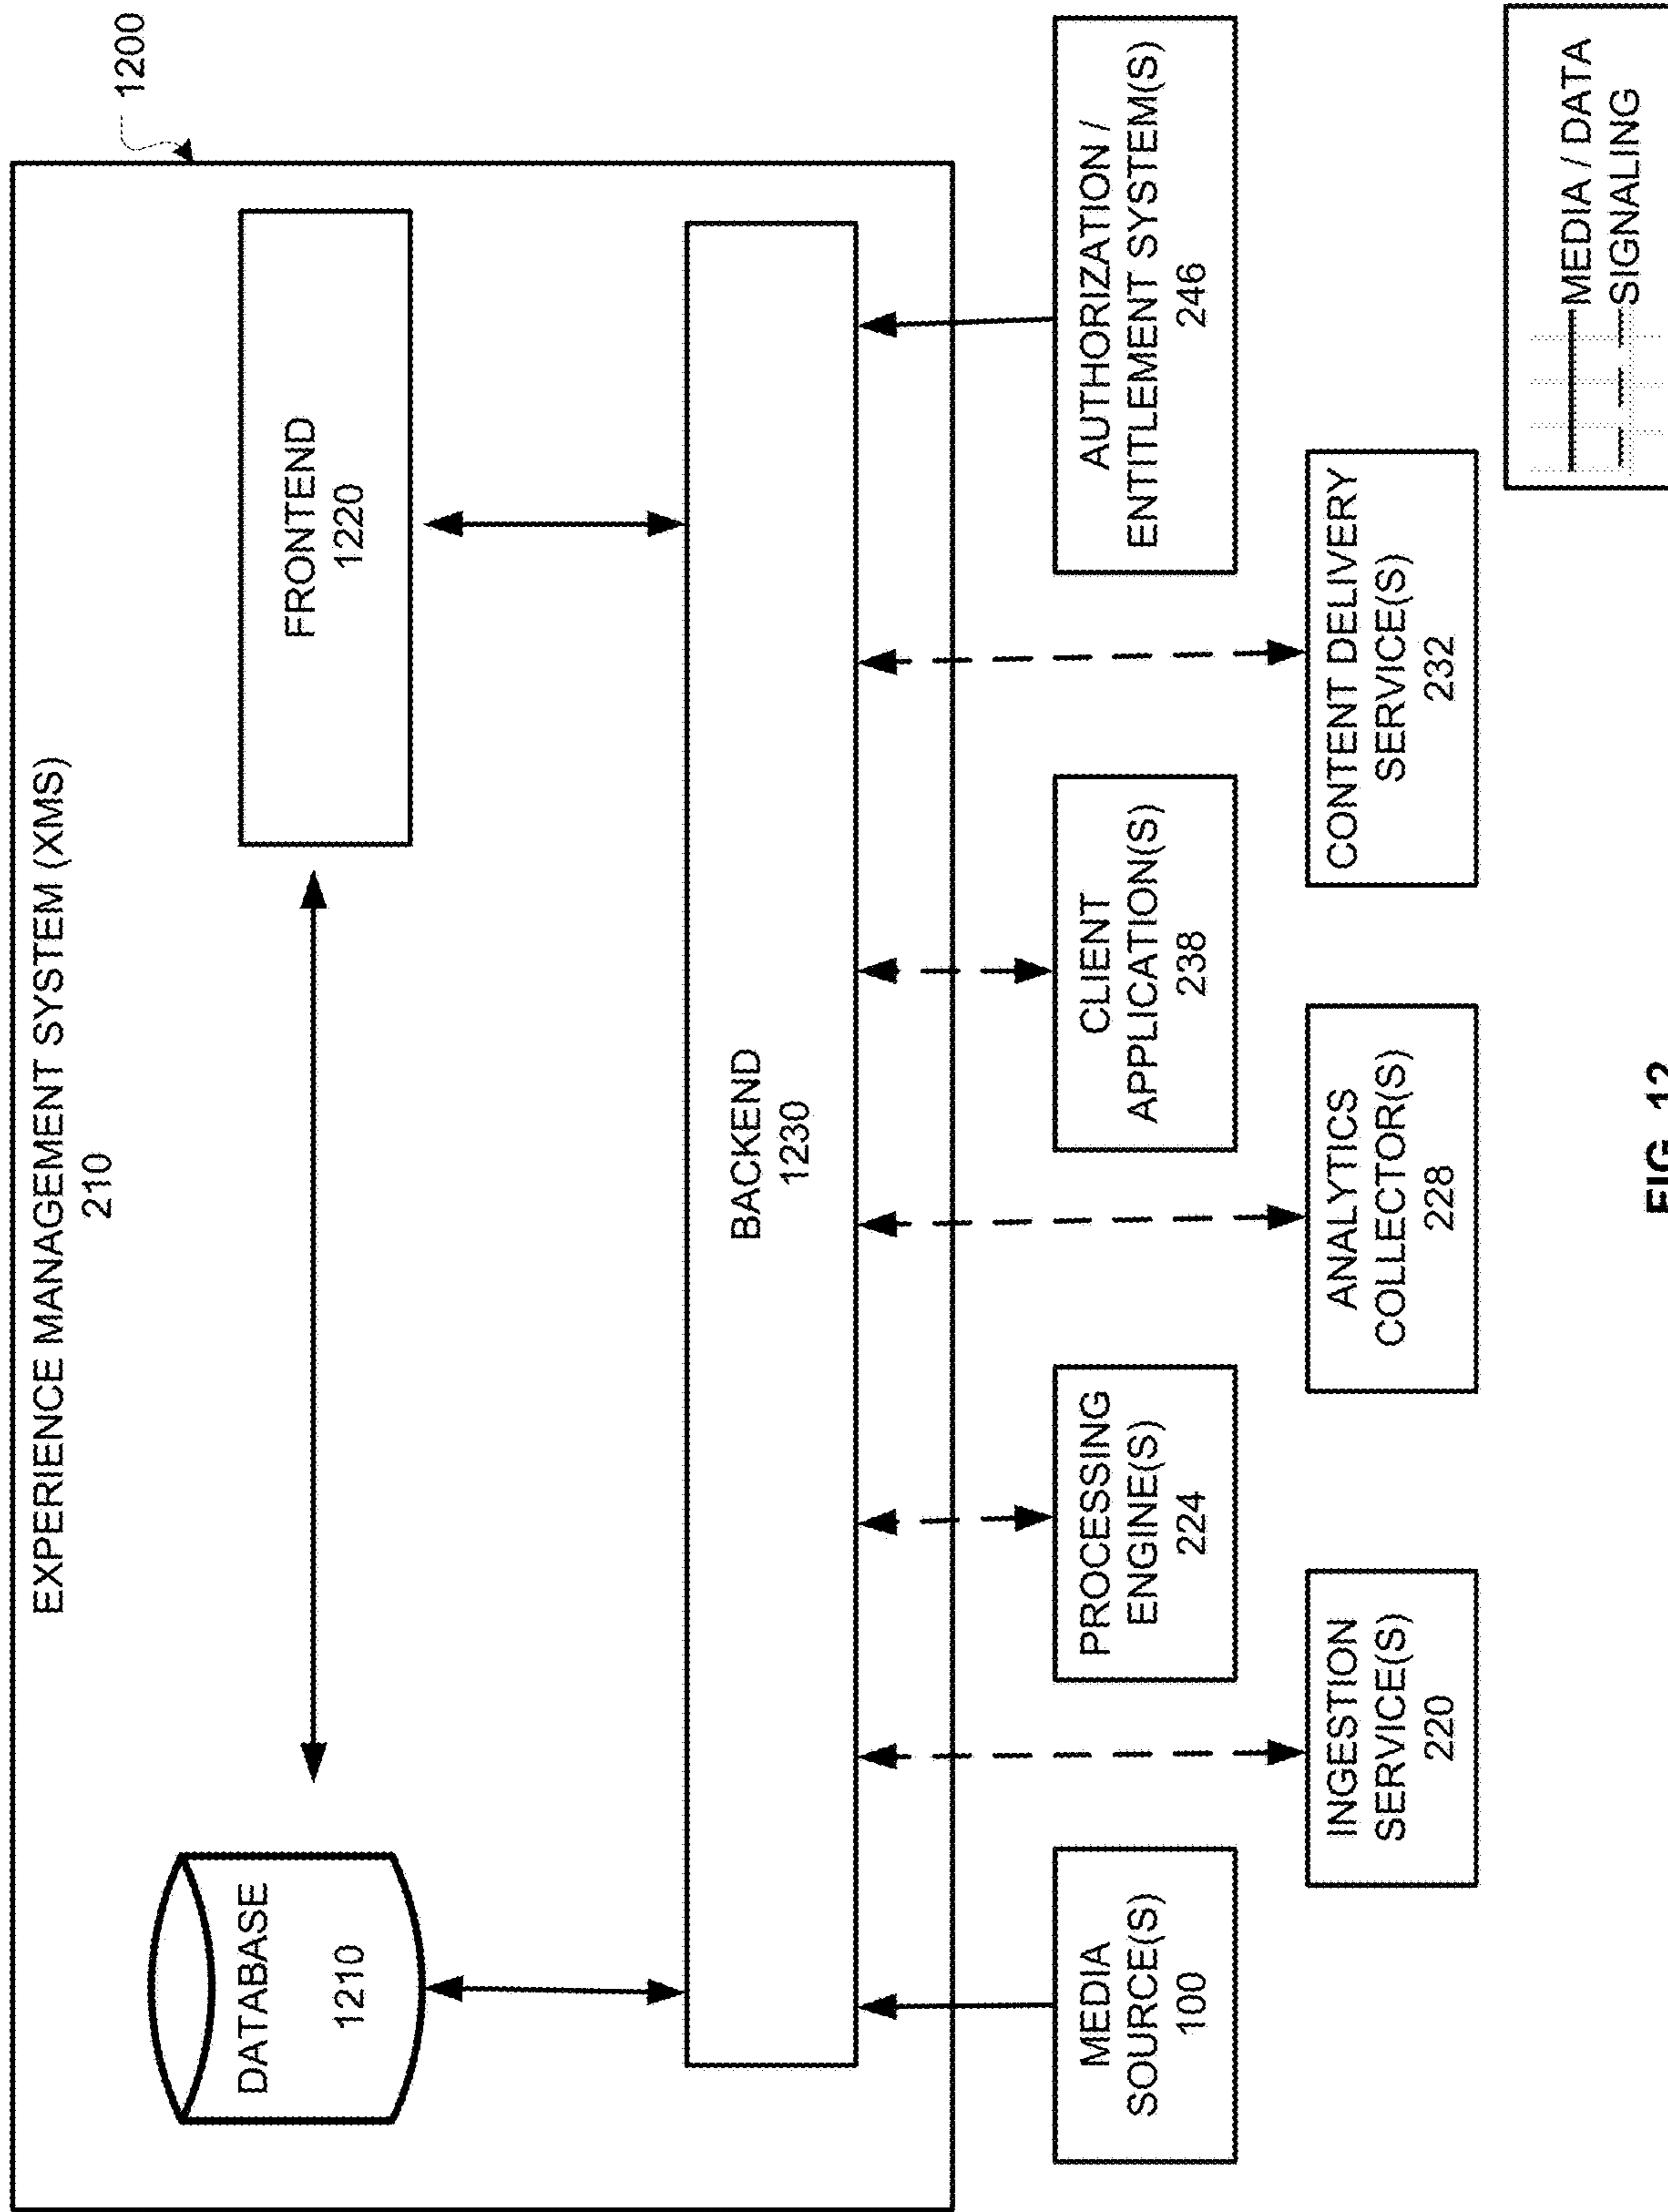 1200
EXPERIENCE MANAGEMENT SYSTEM (XMS)
210
DATABASE
1210
FRONTEND
1220
BACKEND
1230
MEDIA
SOURCE(S)
100
PROCESSING
ENGINE(S)
224
CLIENT
APPLICATION(S)
238
AUTHORIZATION /
ENTITLEMENT SYSTEM(S)
246
INGESTION
SERVICE(S)
220
ANALYTICS
COLLECTOR(S)
228
CONTENT DELIVERY
SERVICE(S)
232
MEDIA / DATA
SIGNALING
FIG. 12